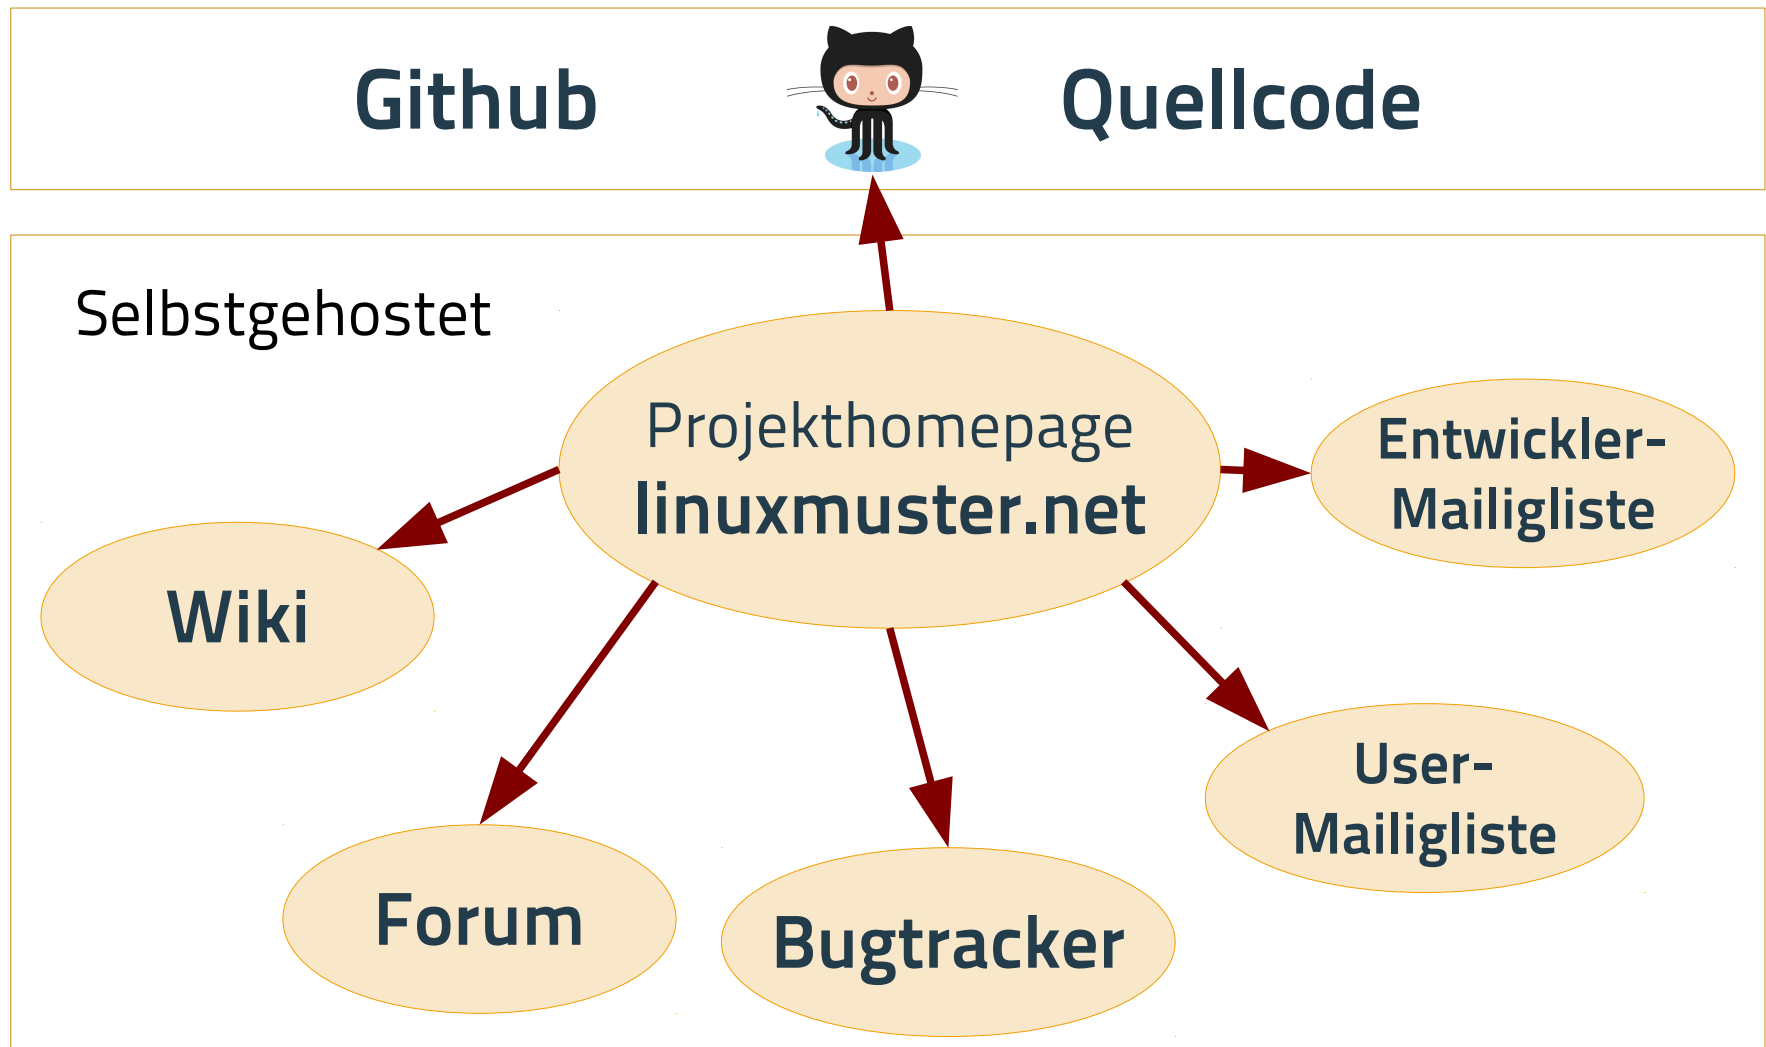 Github Quellcode
Selbstgehostet
Projekthomepage
linuxmuster.net
Entwickler-
Mailigliste
Wiki
User-
Mailigliste
Forum
Bugtracker